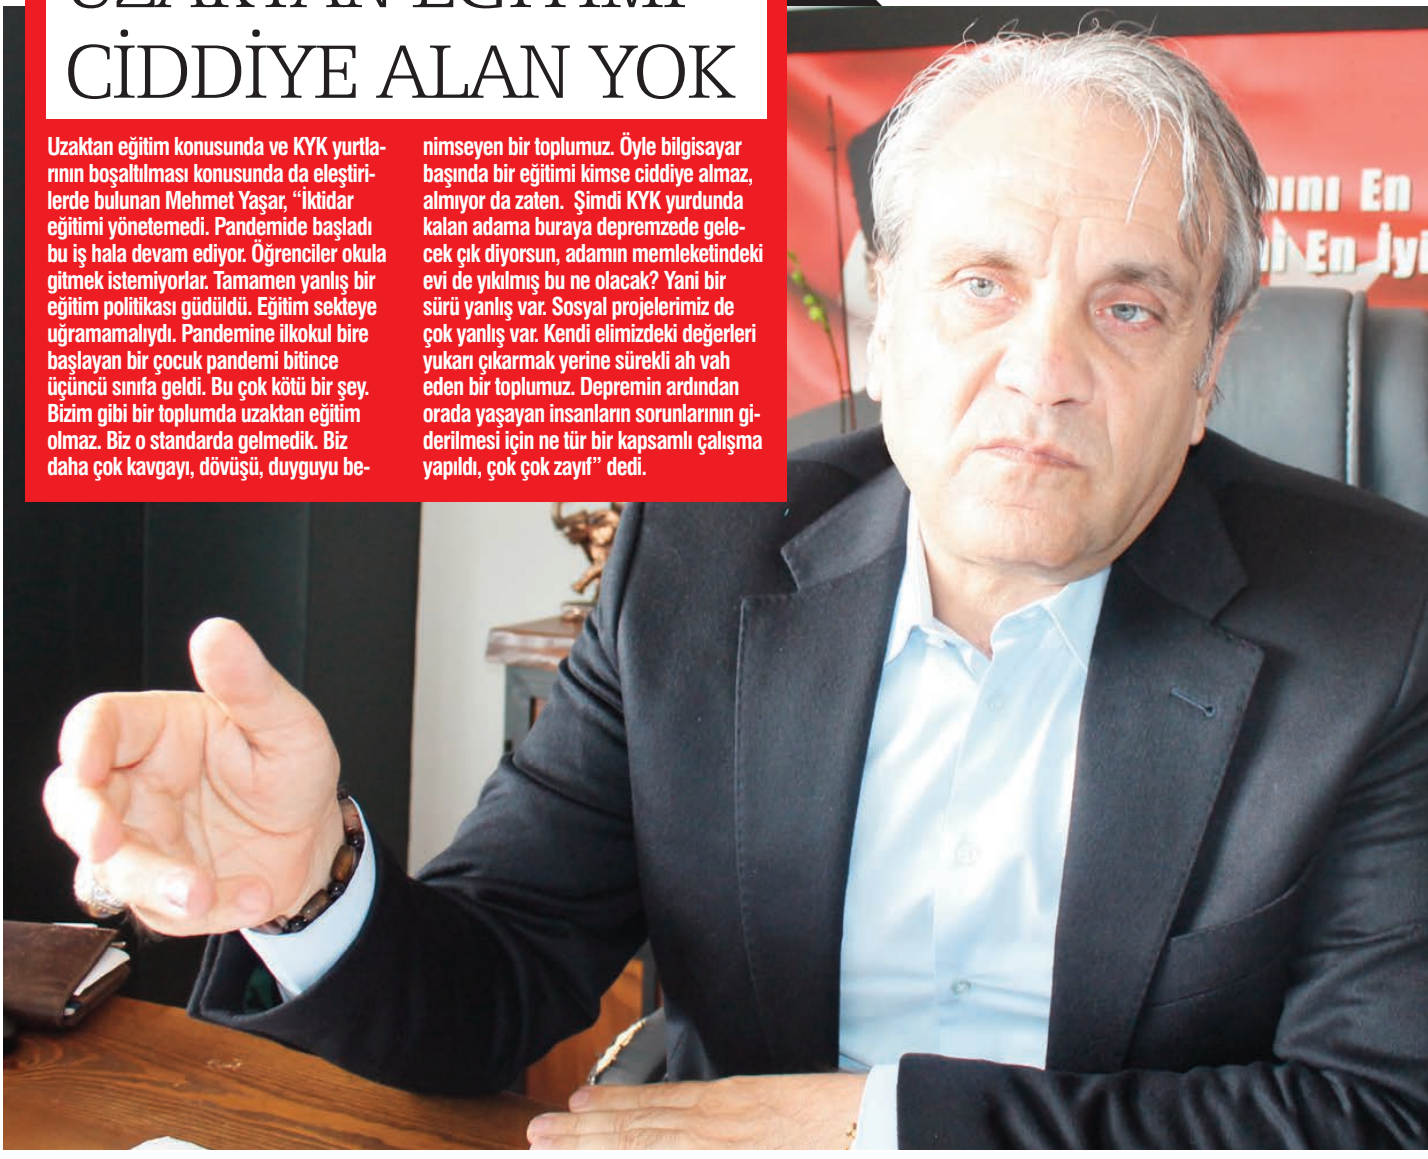 UZAKTAN EĞİTİMİ
CİDDİYE ALAN YOK
Uzaktan eğitim konusunda ve KYK yurtla-
rının boşaltılması konusunda da eleştiri-
lerde bulunan Mehmet Yaşar, “İktidar
eğitimi yönetemedi. Pandemide başladı
bu iş hala devam ediyor. Öğrenciler okula
gitmek istemiyorlar. Tamamen yanlış bir
eğitim politikası güdüldü. Eğitim sekteye
uğramamalıydı. Pandemine ilkokul bire
başlayan bir çocuk pandemi bitince
üçüncü sınıfa geldi. Bu çok kötü bir şey.
Bizim gibi bir toplumda uzaktan eğitim
olmaz. Biz o standarda gelmedik. Biz
daha çok kavgayı, dövüşü, duyguyu be-
nimseyen bir toplumuz. Öyle bilgisayar
başında bir eğitimi kimse ciddiye almaz,
almıyor da zaten.  Şimdi KYK yurdunda
kalan adama buraya depremzede gele-
cek çık diyorsun, adamın memleketindeki
evi de yıkılmış bu ne olacak? Yani bir
sürü yanlış var. Sosyal projelerimiz de
çok yanlış var. Kendi elimizdeki değerleri
yukarı çıkarmak yerine sürekli ah vah
eden bir toplumuz. Depremin ardından
orada yaşayan insanların sorunlarının gi-
derilmesi için ne tür bir kapsamlı çalışma
yapıldı, çok çok zayıf” dedi.
En
En İyi